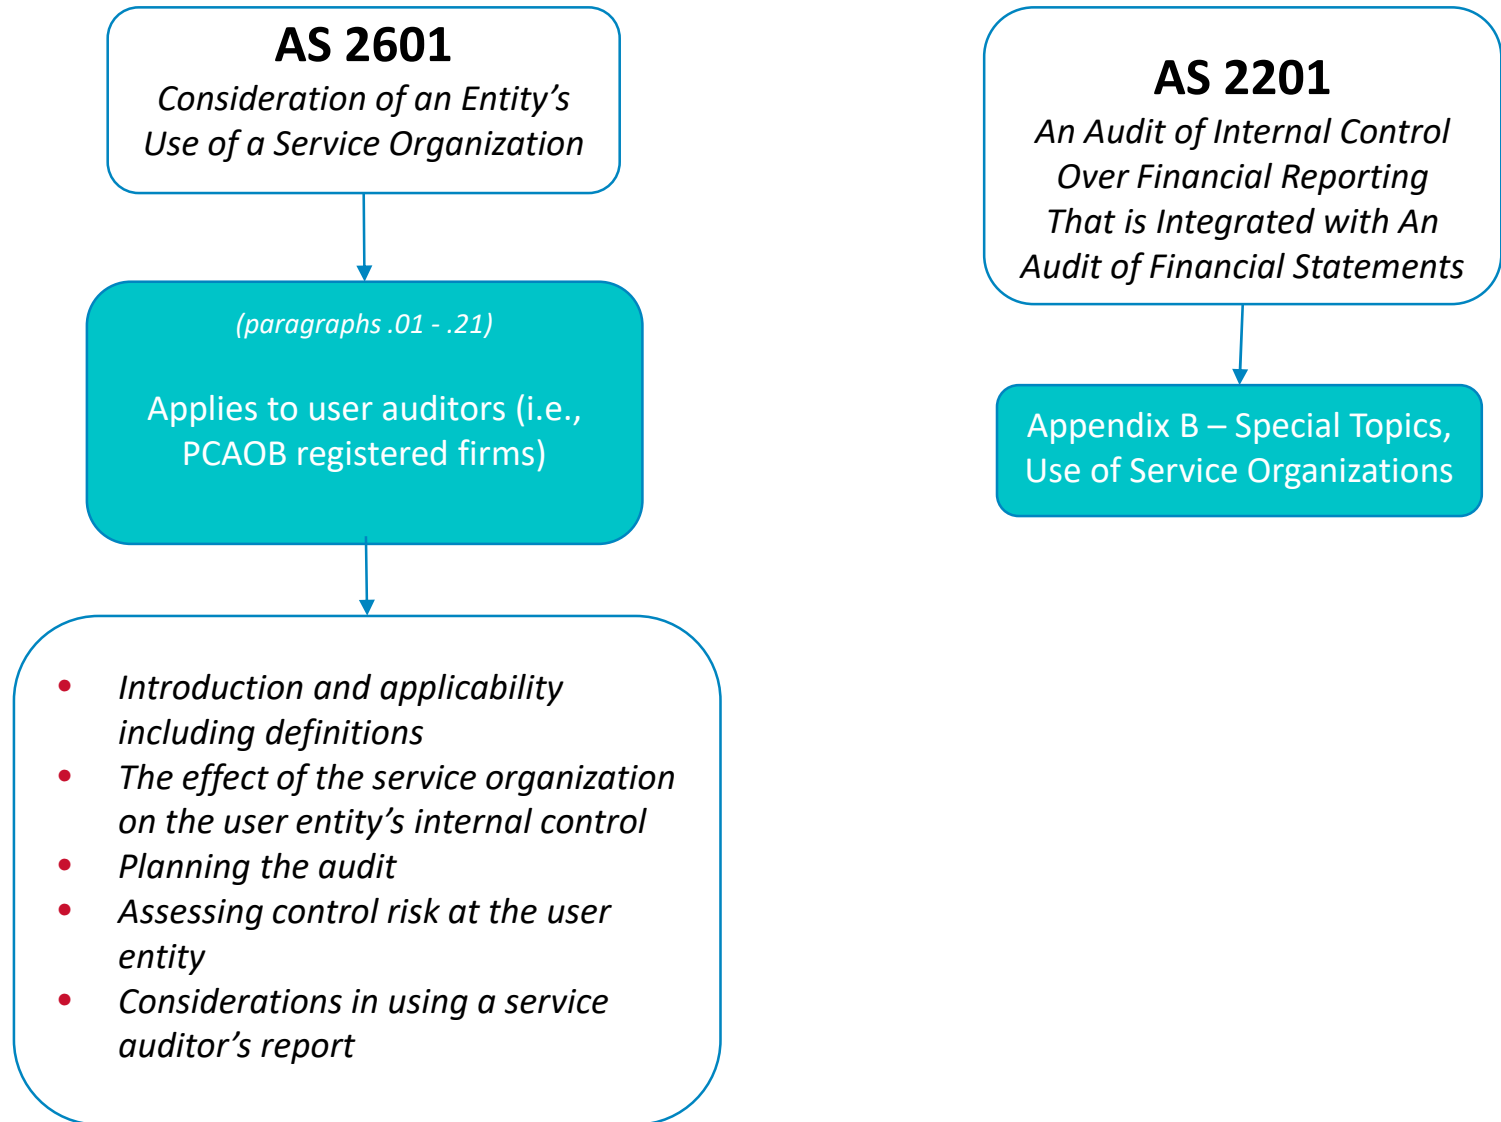 AS 2601
Consideration of an Entity’s
Use of a Service Organization
(paragraphs .01 - .21)
Applies to user auditors (i.e.,
PCAOB registered firms)
• Introduction and applicability
including definitions
• The effect of the service organization
on the user entity’s internal control
• Planning the audit
• Assessing control risk at the user
entity
• Considerations in using a service
auditor’s report
AS 2201
An Audit of Internal Control
Over Financial Reporting
That is Integrated with An
Audit of Financial Statements
Appendix B – Special Topics,
Use of Service Organizations